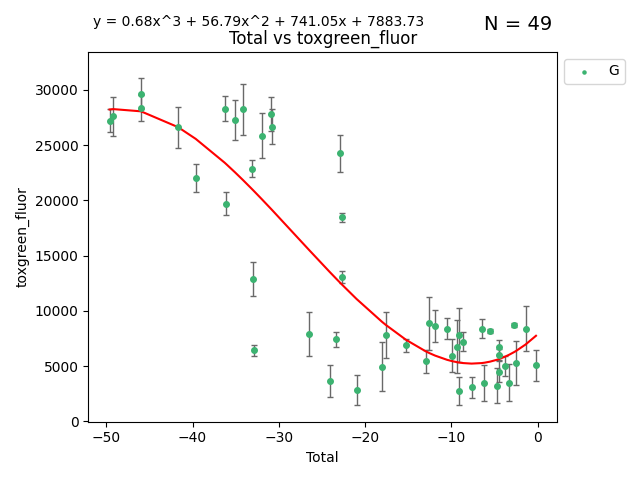 y = 0.68x^3 + 56.79x^2 + 741.05x + 7883.73
N = 49
Total vs toxgreen_fluor
G
toxgreen_fluor
30000
25000
20000
15000
10000
5000
0
−50
−40
−30
−20
−10
0
Total